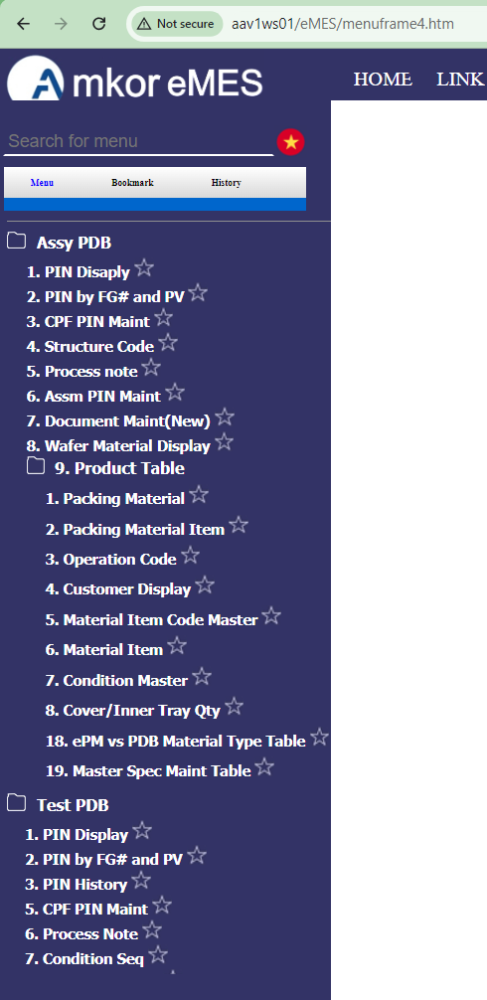 Not secure aav1ws01/eMES/menuframe4.htm
Amkor eMES
HOME LINK
Search for menu
Menu Bookmark History
Assy PDB
1. PIN Disaply
2. PIN by FG# and PV
3. CPF PIN Maint
4. Structure Code
5. Process note
6. Assm PIN Maint
7. Document Maint(New)
8. Wafer Material Display
9. Product Table
1. Packing Material
2. Packing Material Item
3. Operation Code
4. Customer Display
5. Material Item Code Master
6. Material Item
7. Condition Master
8. Cover/Inner Tray Qty
18. ePM vs PDB Material Type Table
19. Master Spec Maint Table
Test PDB
1. PIN Display
2. PIN by FG# and PV
3. PIN History
5. CPF PIN Maint
6. Process Note
7. Condition Seq